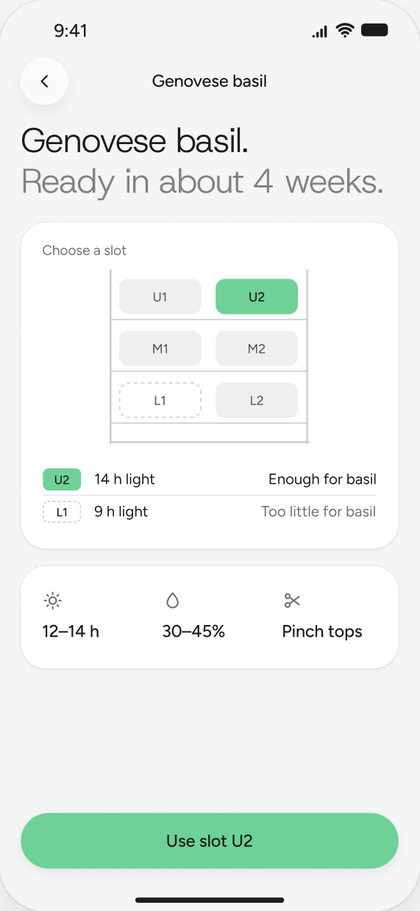 9:41
Genovese basil
Genovese basil.
Ready in about 4 weeks.
Choose a slot
U1 U2
M1 M2
L1 L2
U2 14 h light Enough for basil
L1 9 h light Too little for basil
12–14 h 30–45% Pinch tops
Use slot U2